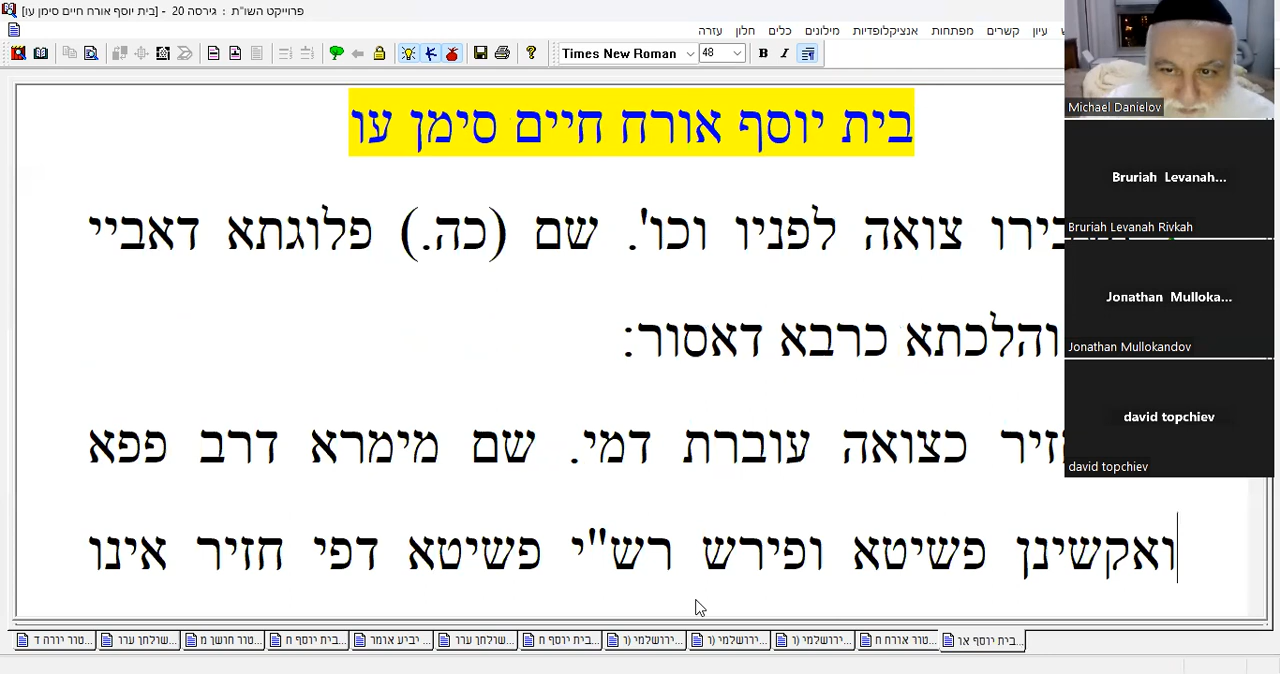 פרוייקט השו"ת : גירסה 20 - [בית יוסף אורח חיים סימן עו]
עיון קשרים מפתחות אנציקלופדיות מילונים כלים חלון עזרה
Times New Roman 48 B I
בית יוסף אורח חיים סימן עו
צואה לפניו וכו'. שם (כה.) פלוגתא דאביי
והלכתא כרבא דאסור:
כצואה עוברת דמי. שם מימרא דרב פפא
ואקשינן פשיטא ופירש רש"י פשיטא דפי חזיר אינו
Michael Danielov
Bruriah Levanah...
Bruriah Levanah Rivkah
Jonathan Mulloka...
Jonathan Mullokandov
david topchiev
david topchiev
בית יוסף או... טור אורח ח... ירושלמי (ו... ירושלמי (ו... ירושלמי (ו... בית יוסף ח... שולחן ערו... יביע אומר... בית יוסף ח... טור חושן מ... שולחן ערו... טור יורה ד...